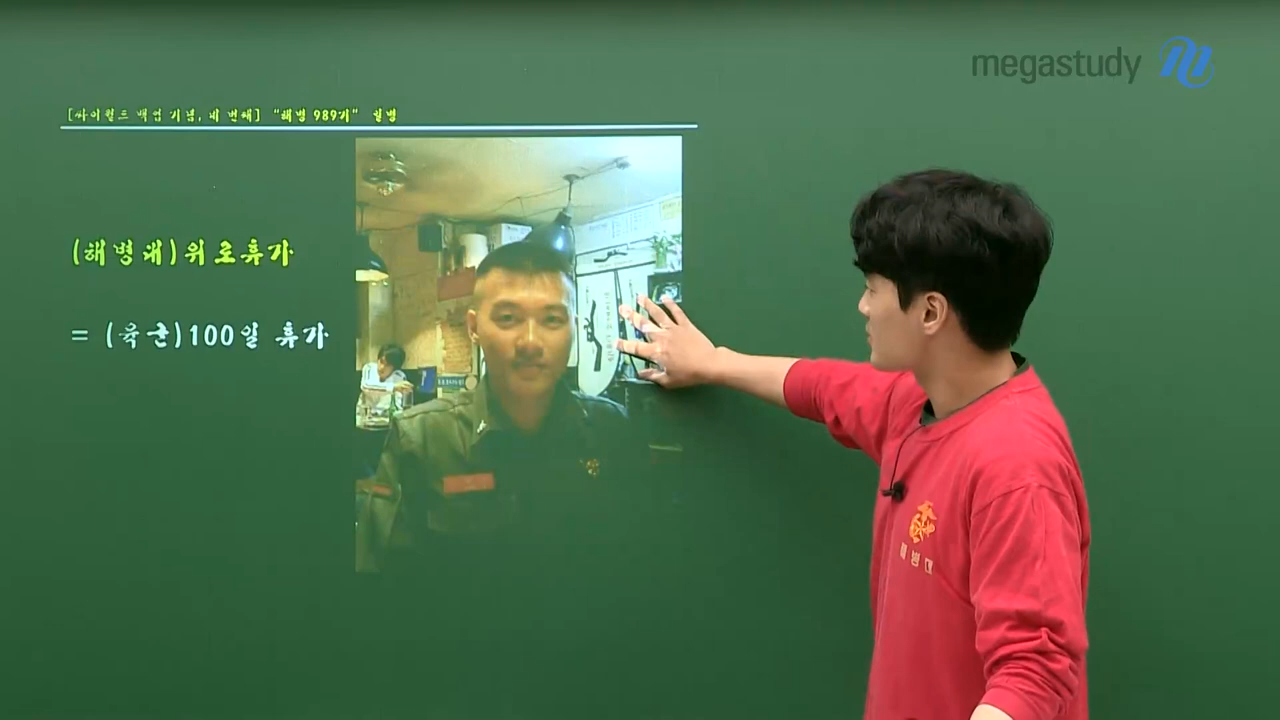 megastudy
[싸이월드 백업 기념, 네 번째] "해병 989기" 일병
(해병대)위로휴가
= (육군)100일 휴가
해병대